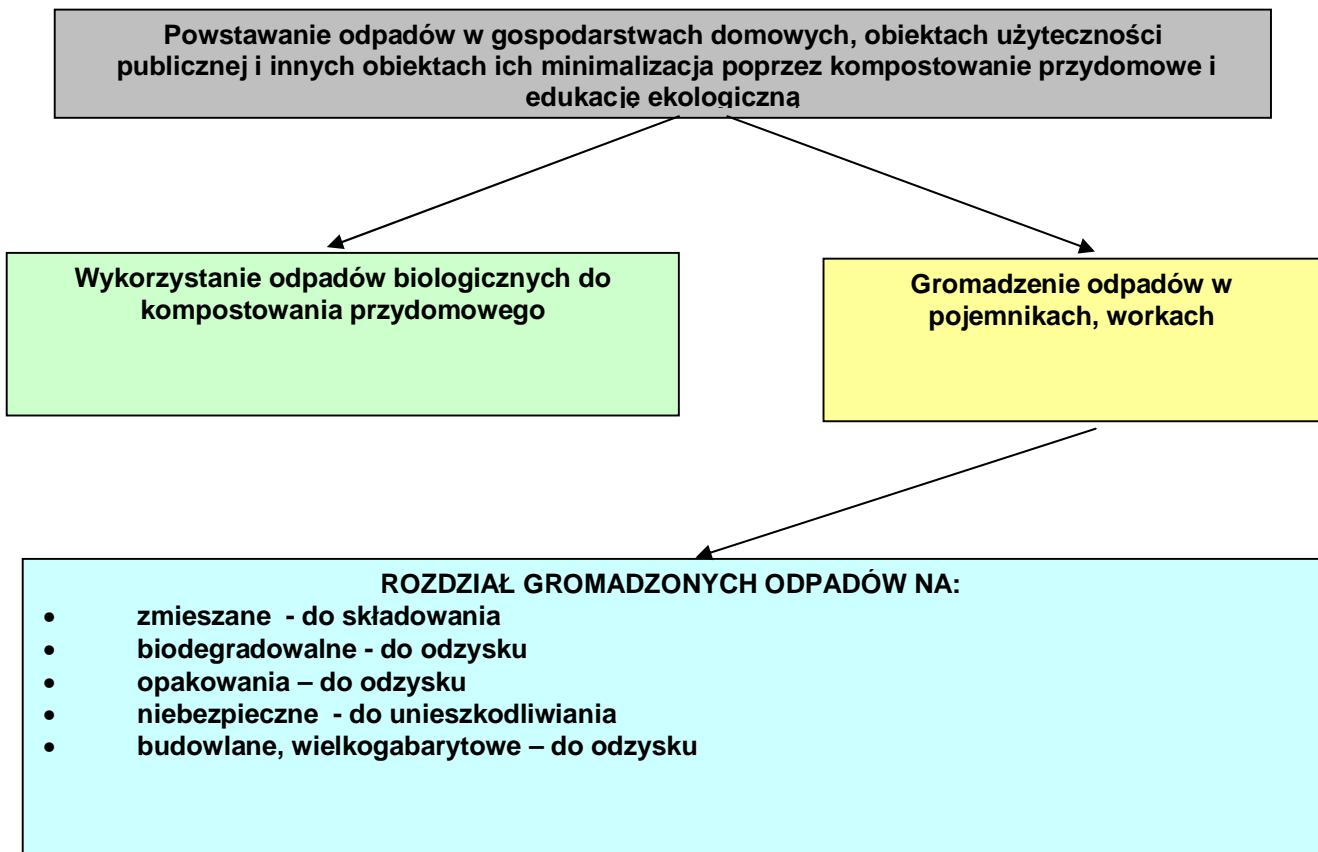 Powstawanie odpadów w gospodarstwach domowych, obiektach użyteczności
publicznej i innych obiektach ich minimalizacja poprzez kompostowanie przydomowe i
edukację ekologiczną
Wykorzystanie odpadów biologicznych do
kompostowania przydomowego
Gromadzenie odpadów w
pojemnikach, workach
ROZDZIAŁ GROMADZONYCH ODPADÓW NA:
• zmieszane - do składowania
• biodegradowalne - do odzysku
• opakowania – do odzysku
• niebezpieczne - do unieszkodliwiania
• budowlane, wielkogabarytowe – do odzysku